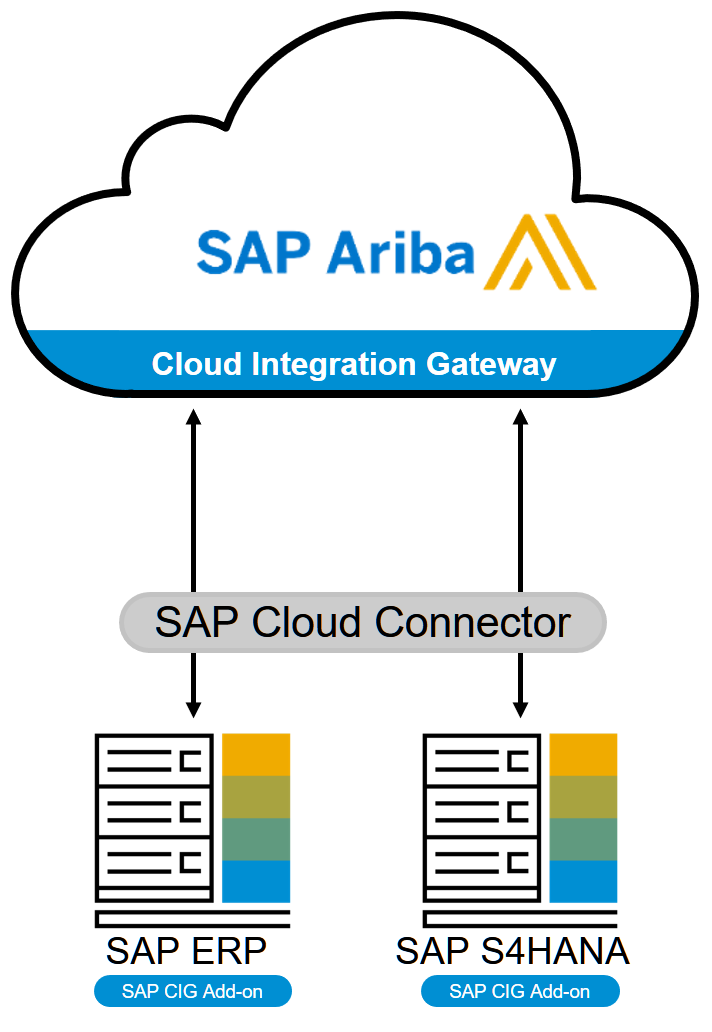 SAP Ariba
Cloud Integration Gateway
SAP Cloud Connector
SAP ERP
SAP S4HANA
SAP CIG Add-on
SAP CIG Add-on